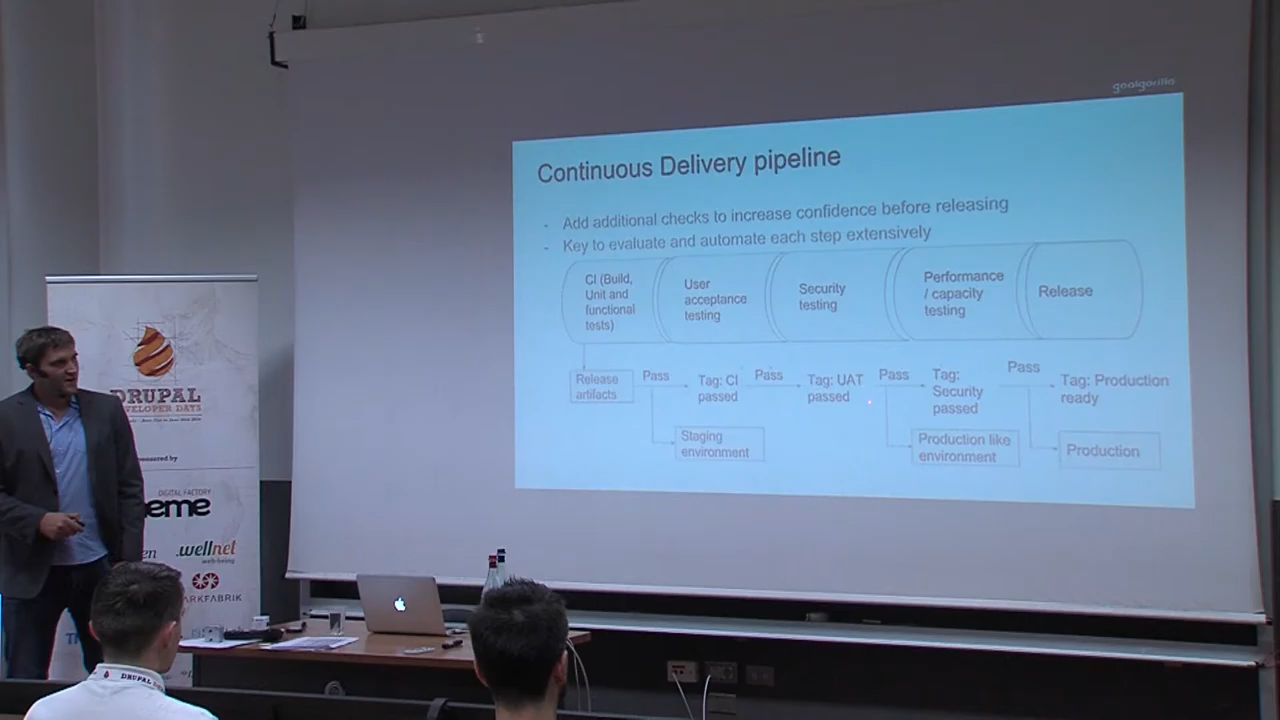 goalgorilla
Continuous Delivery pipeline
- Add additional checks to increase confidence before releasing
- Key to evaluate and automate each step extensively
CI (Build,
Unit and
functional
tests)
User
acceptance
testing
Security
testing
Performance
/ capacity
testing
Release
Release
artifacts
Pass
Tag: CI
passed
Pass
Tag: UAT
passed
Pass
Tag:
Security
passed
Pass
Tag: Production
ready
Staging
environment
Production like
environment
Production
DRUPAL
DIGITAL FACTORY
.wellnet
well-being
DRUPAL